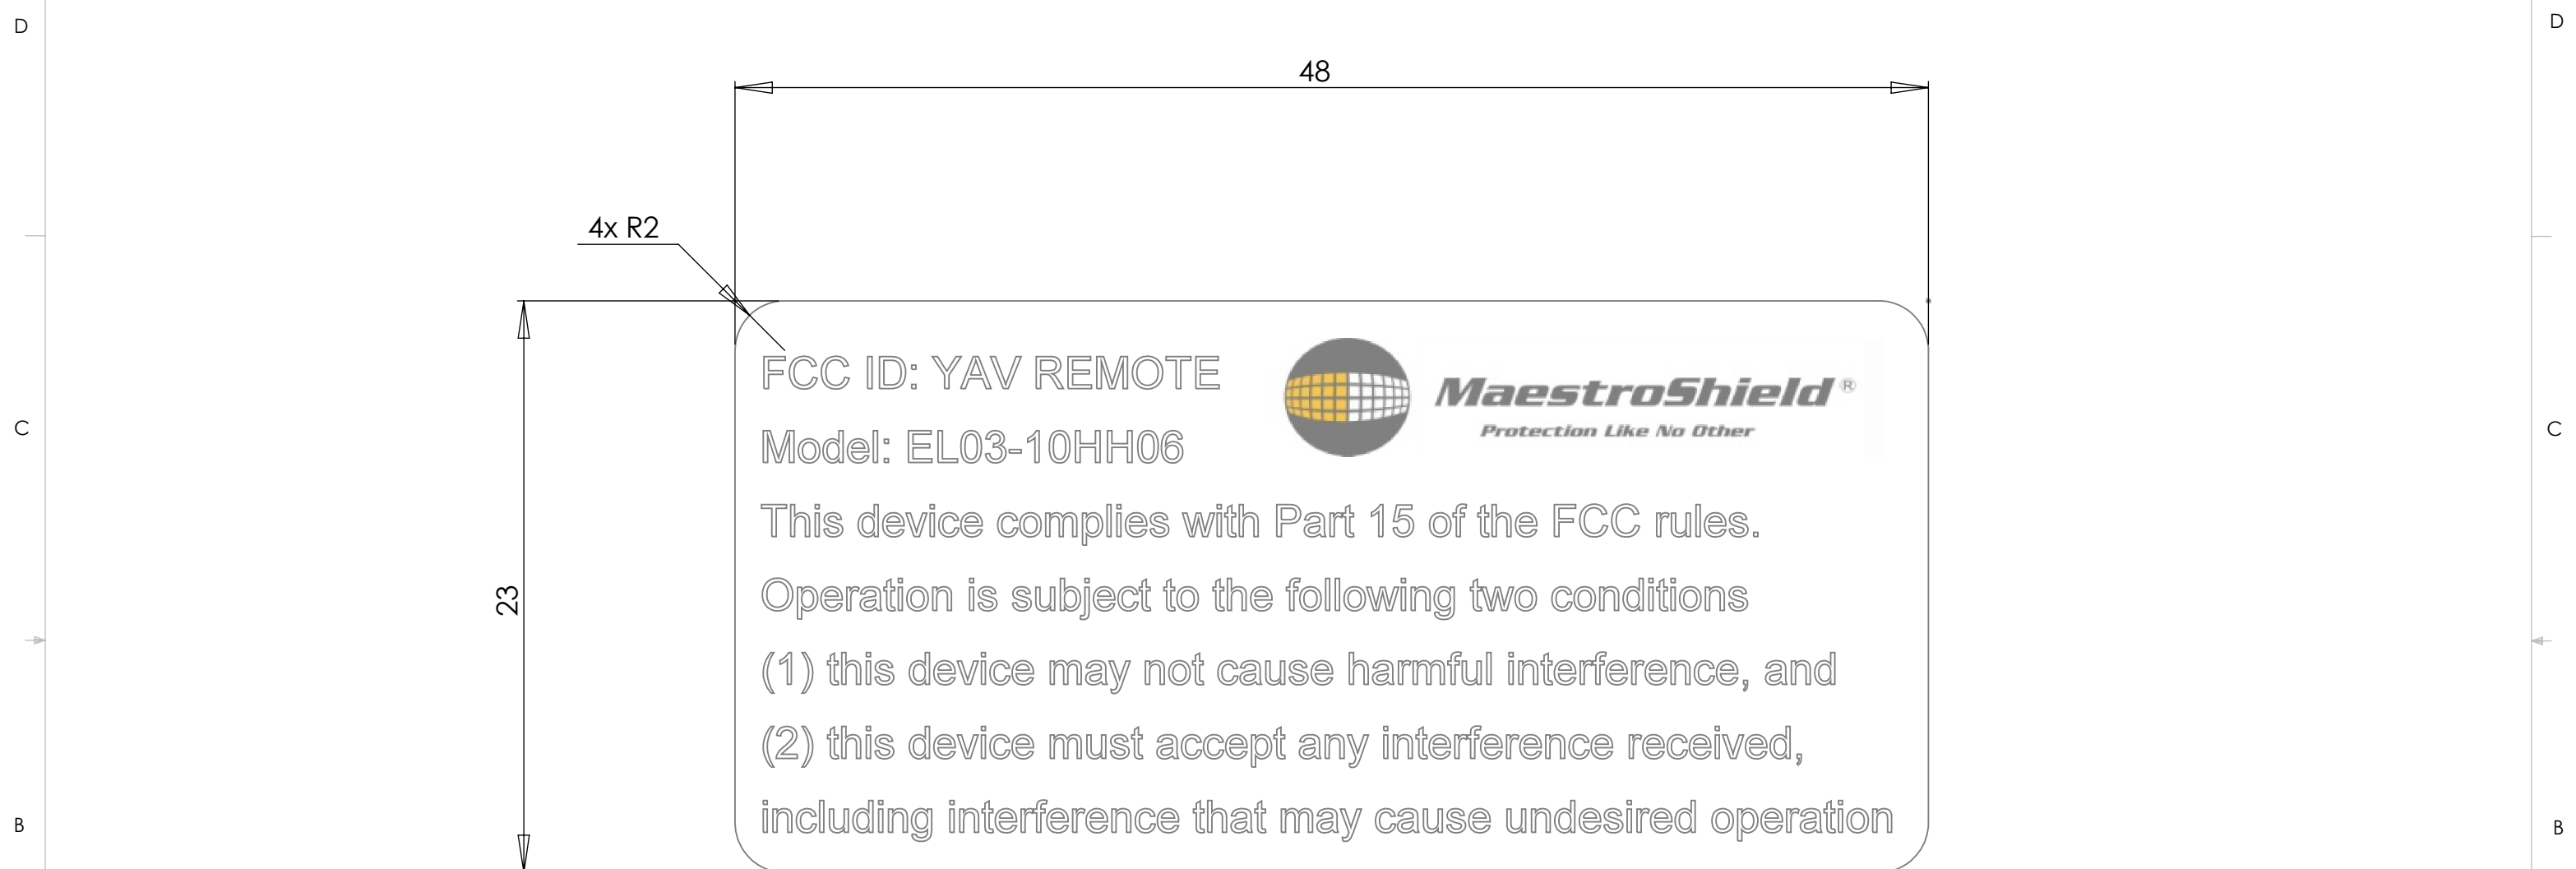 D
D
48
4x R2
FCC ID: YAV REMOTE
MaestroShield®
Protection Like No Other
C
C
Model: EL03-10HH06
This device complies with Part 15 of the FCC rules.
23
Operation is subject to the following two conditions
(1) this device may not cause harmful interference, and
(2) this device must accept any interference received,
including interference that may cause undesired operation
B
B